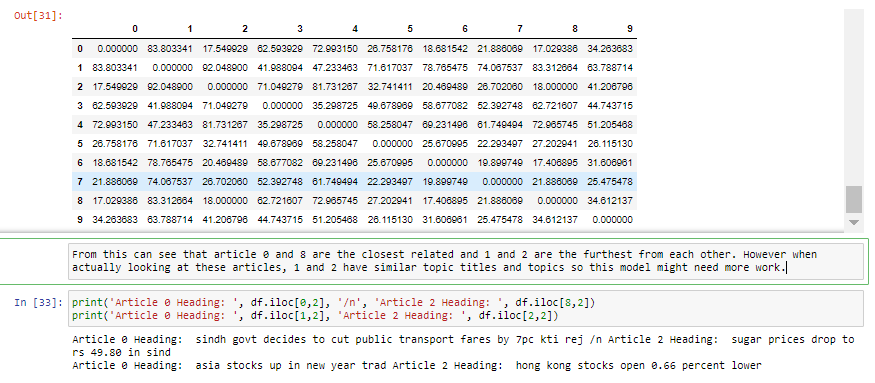 Out[31]:
0 1 2 3 4 5 6 7 8 9
0 0.000000 83.803341 17.549929 62.593929 72.993150 26.758176 18.681542 21.886069 17.029386 34.263683
1 83.803341 0.000000 92.048900 41.988094 47.233463 71.617037 78.765475 74.067537 83.312664 63.788714
2 17.549929 92.048900 0.000000 71.049279 81.731267 32.741411 20.469489 26.702060 18.000000 41.206796
3 62.593929 41.988094 71.049279 0.000000 35.298725 49.678969 58.677082 52.392748 62.721607 44.743715
4 72.993150 47.233463 81.731267 35.298725 0.000000 58.258047 69.231496 61.749494 72.965745 51.205468
5 26.758176 71.617037 32.741411 49.678969 58.258047 0.000000 25.670995 22.293497 27.202941 26.115130
6 18.681542 78.765475 20.469489 58.677082 69.231496 25.670995 0.000000 19.899749 17.406895 31.606961
7 21.886069 74.067537 26.702060 52.392748 61.749494 22.293497 19.899749 0.000000 21.886069 25.475478
8 17.029386 83.312664 18.000000 62.721607 72.965745 27.202941 17.406895 21.886069 0.000000 34.612137
9 34.263683 63.788714 41.206796 44.743715 51.205468 26.115130 31.606961 25.475478 34.612137 0.000000
From this can see that article 0 and 8 are the closest related and 1 and 2 are the furthest from each other. However when
actually looking at these articles, 1 and 2 have similar topic titles and topics so this model might need more work.
In [33]: print('Article 0 Heading: ', df.iloc[0,2], '/n', 'Article 2 Heading: ', df.iloc[8,2])
print('Article 0 Heading: ', df.iloc[1,2], 'Article 2 Heading: ', df.iloc[2,2])
Article 0 Heading:  sindh govt decides to cut public transport fares by 7pc kti rej /n Article 2 Heading:  sugar prices drop to
rs 49.80 in sind
Article 0 Heading:  asia stocks up in new year trad Article 2 Heading:  hong kong stocks open 0.66 percent lower